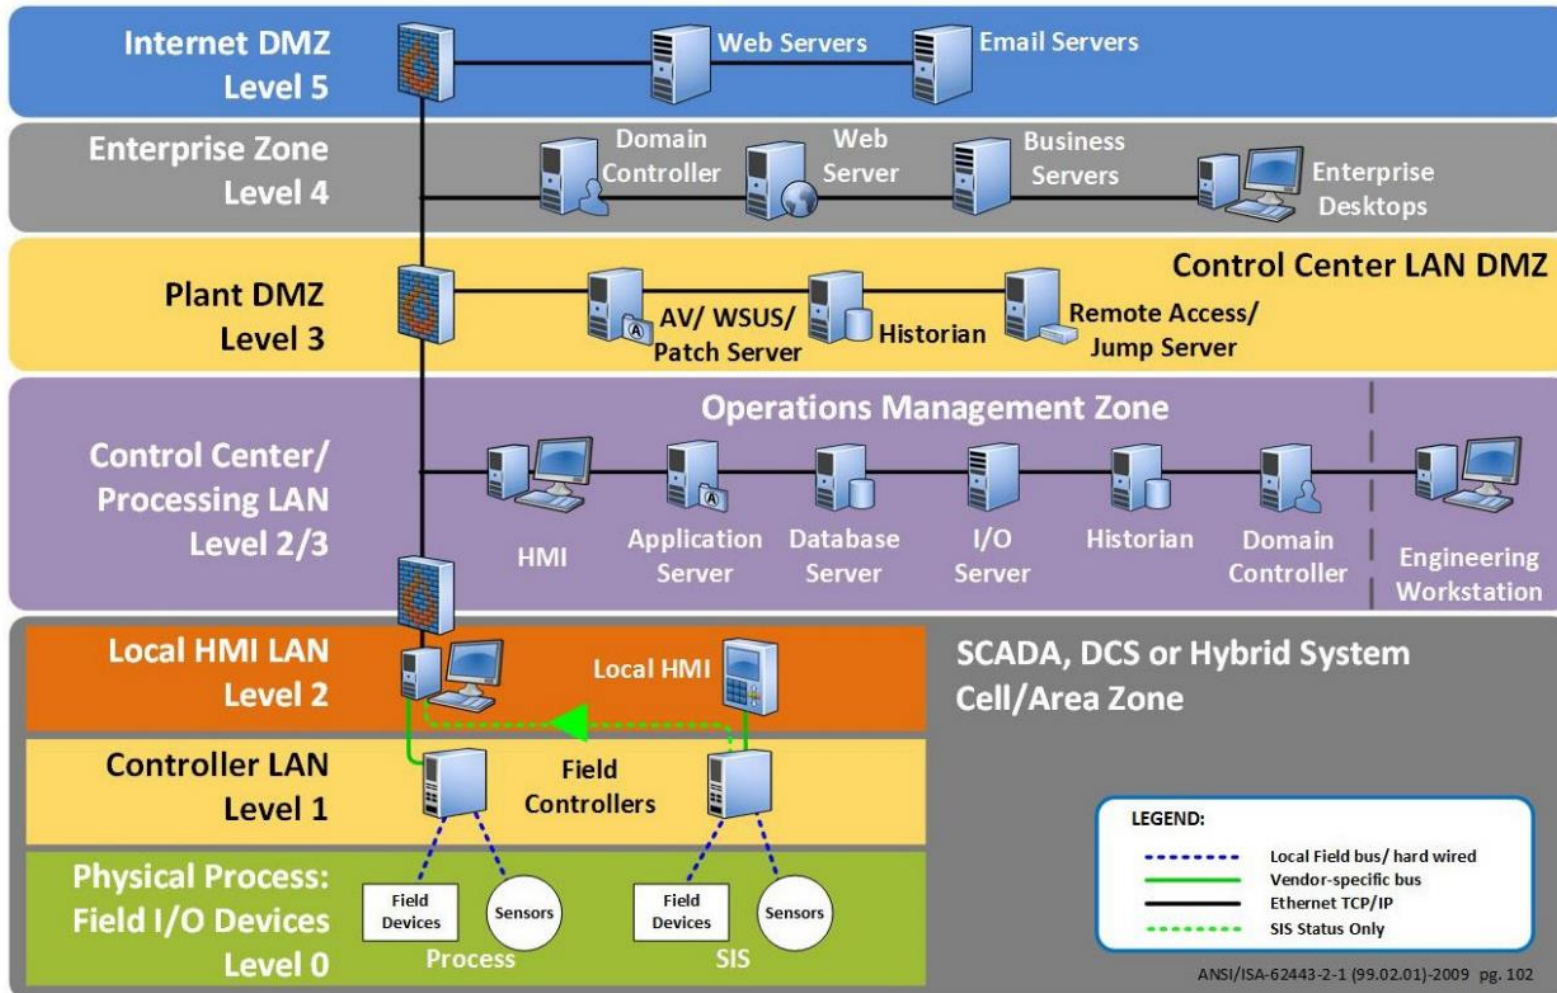 Internet DMZ
Level 5
Web Servers
Email Servers
Enterprise Zone
Level 4
Domain
Controller
Web
Server
Business
Servers
Enterprise
Desktops
Plant DMZ
Level 3
Control Center LAN DMZ
AV/ WSUS/
Patch Server
Historian
Remote Access/
Jump Server
Control Center/
Processing LAN
Level 2/3
Operations Management Zone
HMI
Application
Server
Database
Server
I/O
Server
Historian
Domain
Controller
Engineering
Workstation
Local HMI LAN
Level 2
Local HMI
SCADA, DCS or Hybrid System
Cell/Area Zone
Controller LAN
Level 1
Field
Controllers
Physical Process:
Field I/O Devices
Level 0
Field
Devices
Sensors
Process
Field
Devices
Sensors
SIS
LEGEND:
Local Field bus/ hard wired
Vendor-specific bus
Ethernet TCP/IP
SIS Status Only
ANSI/ISA-62443-2-1 (99.02.01)-2009 pg. 102